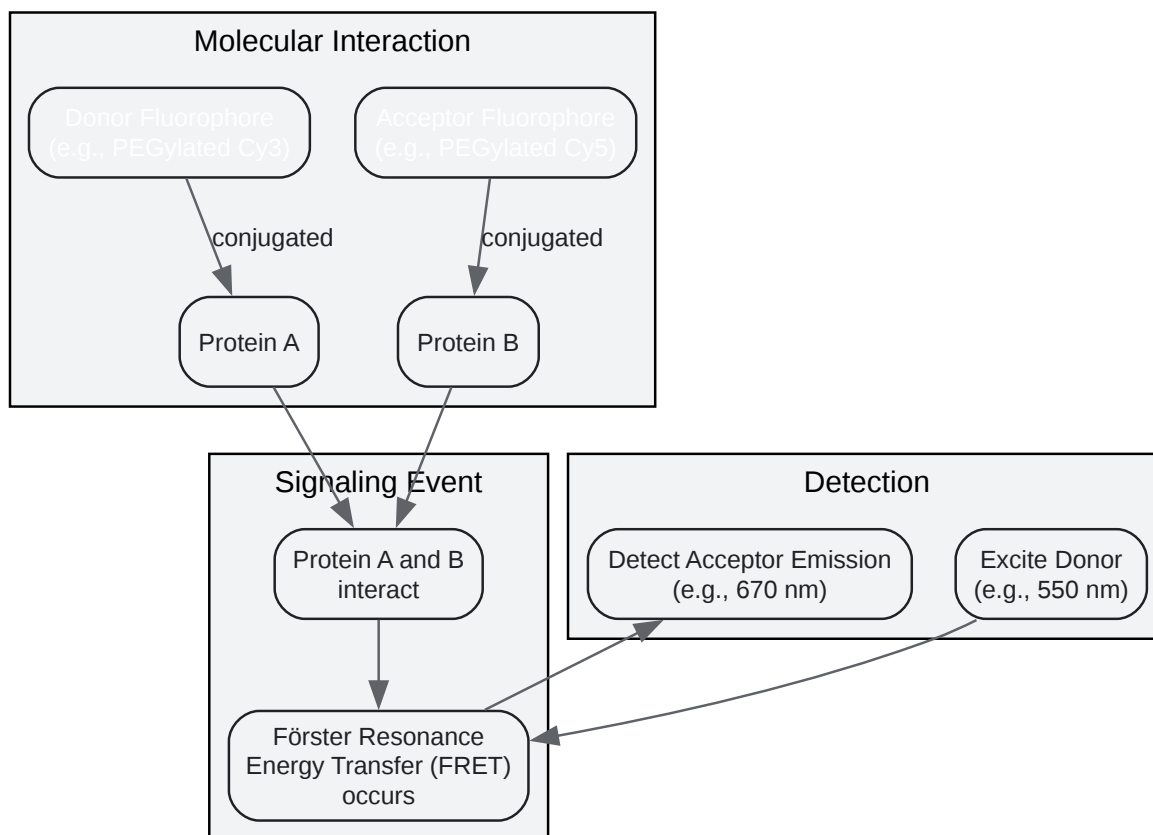 Molecular Interaction
Donor Fluorophore
(e.g., PEGylated Cy3)
Acceptor Fluorophore
(e.g., PEGylated Cy5)
conjugated
conjugated
Protein A
Protein B
Signaling Event
Protein A and B
interact
Förster Resonance
Energy Transfer (FRET)
occurs
Detection
Detect Acceptor Emission
(e.g., 670 nm)
Excite Donor
(e.g., 550 nm)